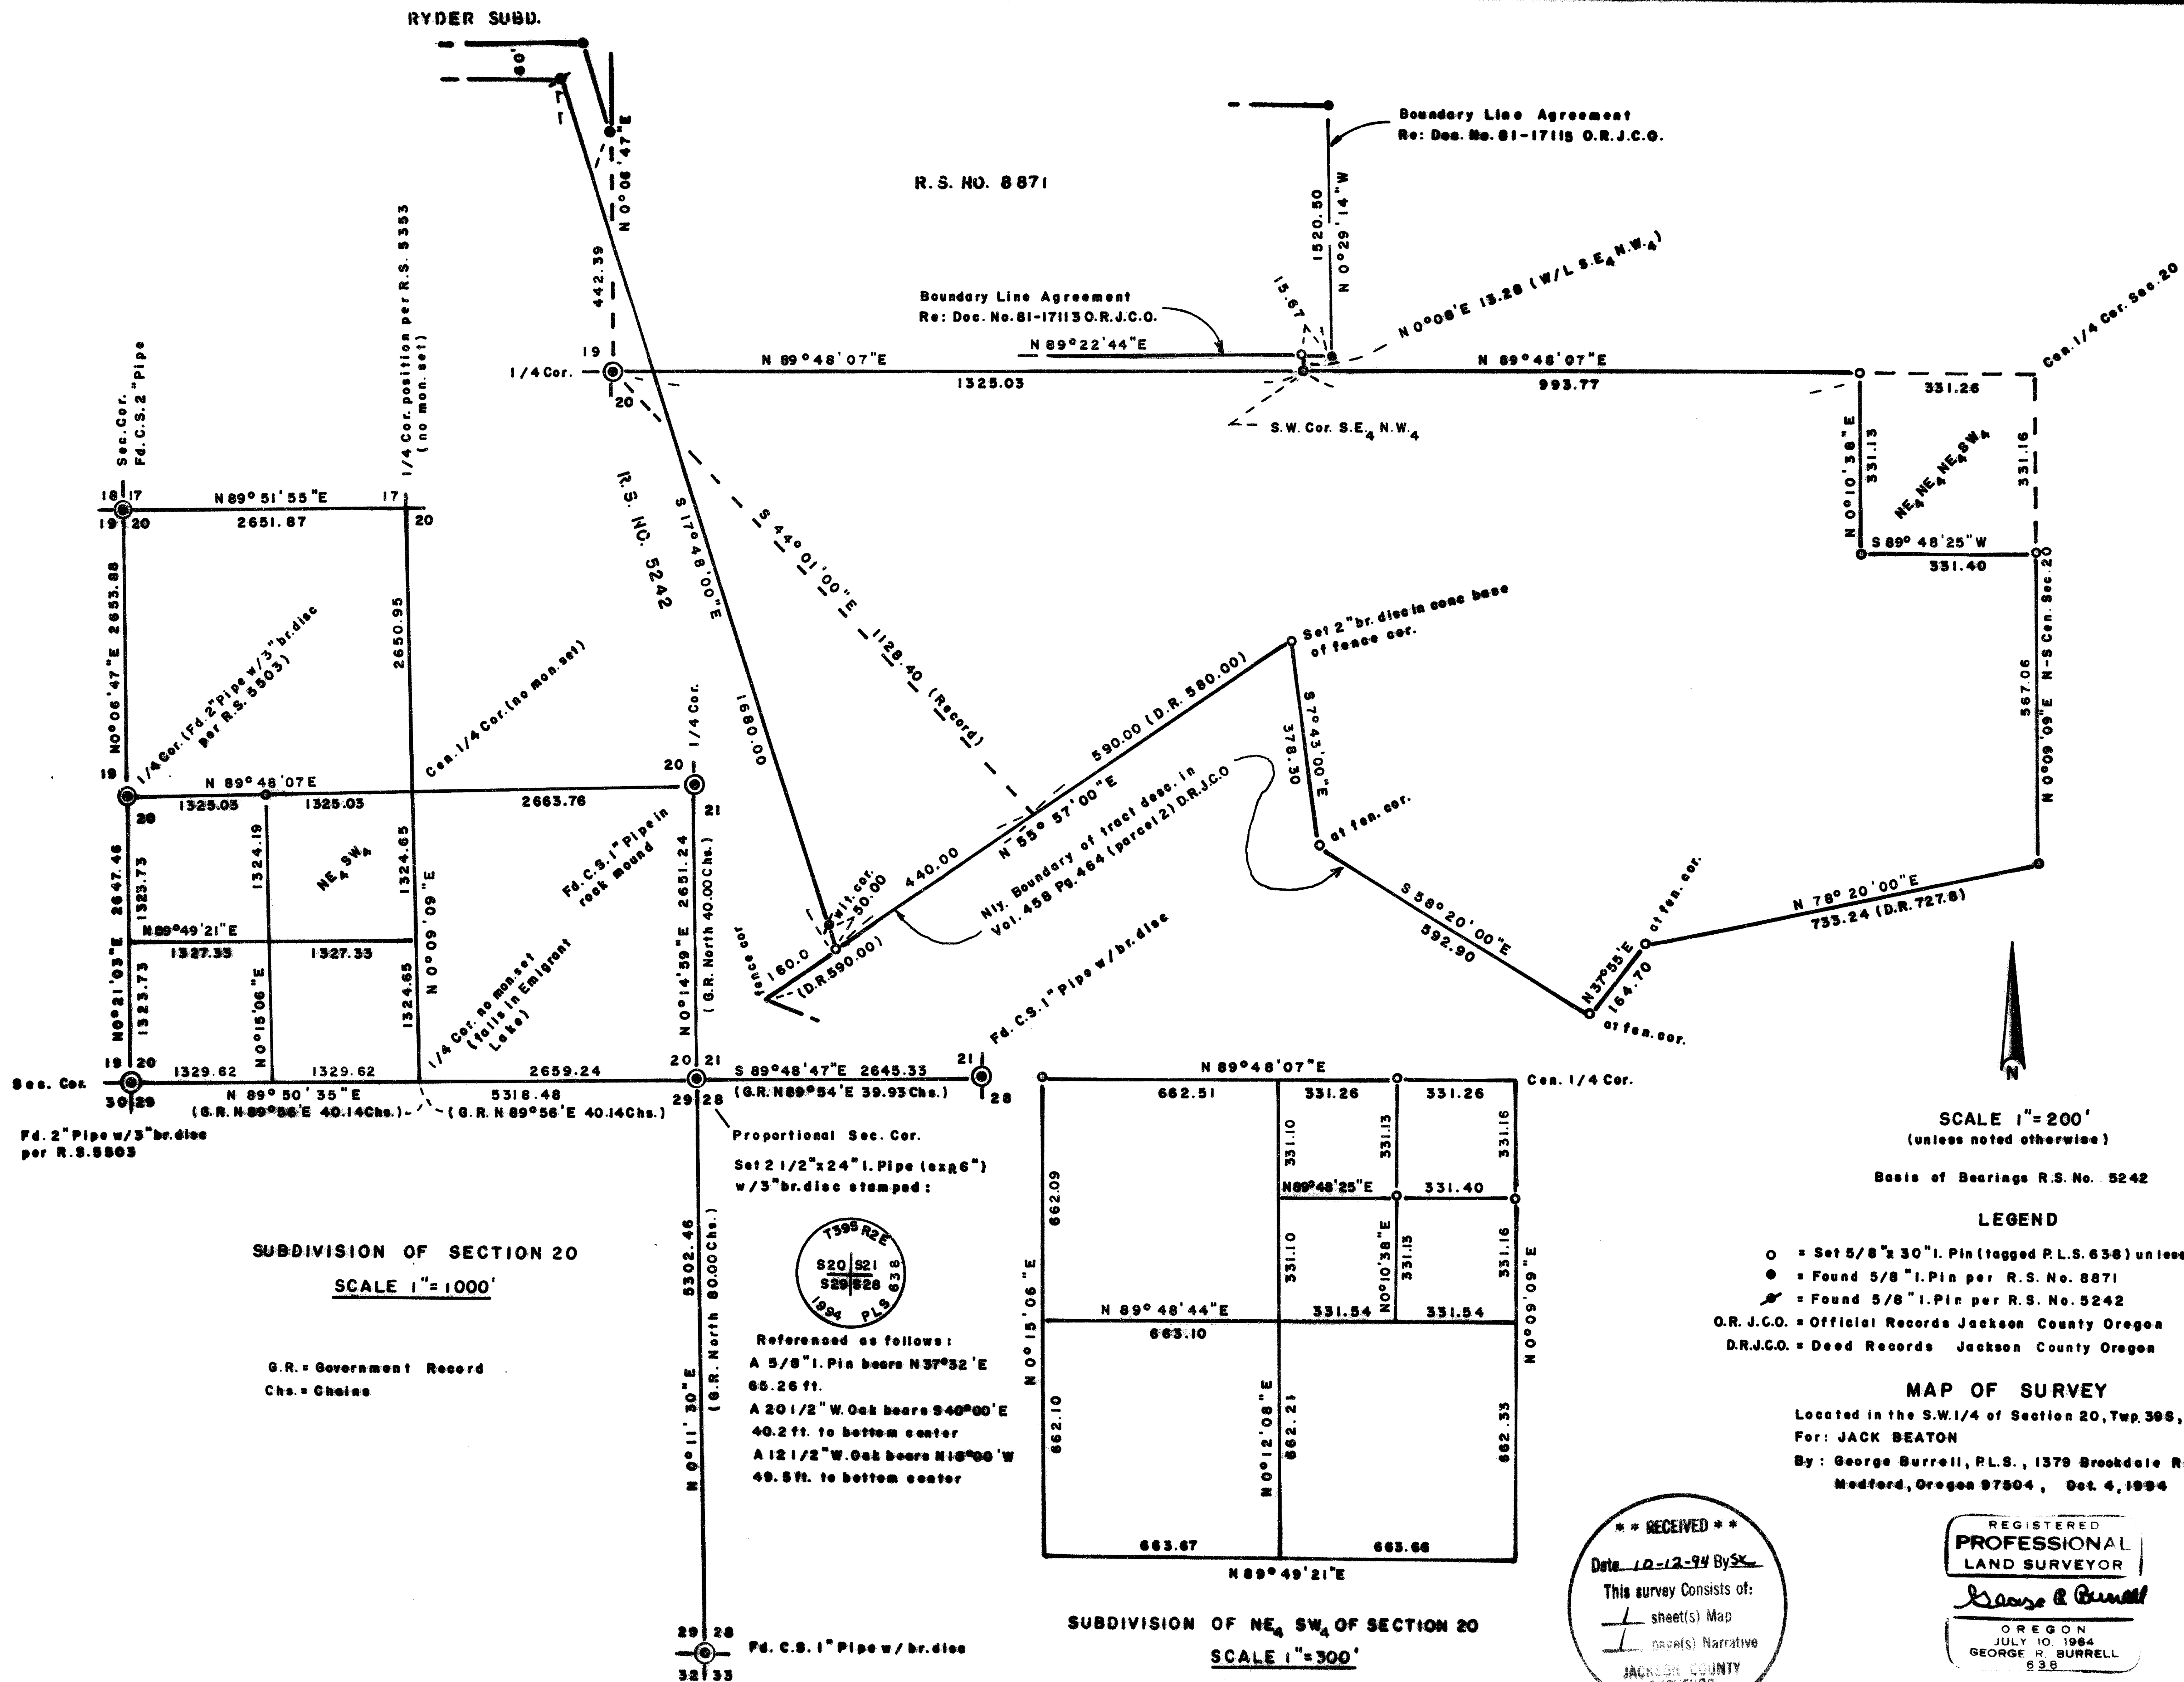 RYDER SUBD.
60'
N 0°06'47"E
442.39
R.S. NO. 8871
Boundary Line Agreement
Re: Doc. No. 81-17115 O.R.J.C.O.
1520.50
N 0°29'14"W
15.67
N 0°08'E 13.28 (W/L S.E.4 N.W.4)
Boundary Line Agreement
Re: Doc. No. 81-17113 O.R.J.C.O.
N 89°22'44"E
1/4 Cor.
19
20
N 89°48'07"E
1325.03
N 89°48'07"E
993.77
S.W. Cor. S.E.4 N.W.4
331.26
Cen. 1/4 Cor. Sec. 20
N 0°10'38"E
331.13
NE4 NE4 NE4 SW4
331.16
S 89°48'25"W
331.40
567.06
N 0°09'09"E N-S Cen. Sec. 20
R.S. NO. 5242
S 17°48'00"E
1680.00
S 44°01'00"E 1128.40 (Record)
Set 2" br. disc in conc base
of fence cor.
590.00 (D.R. 580.00)
N 55°57'00"E
440.00
wit. cor.
50.00
160.0
(D.R. 590.00)
fence cor
Nly. Boundary of tract desc. in
Vol. 458 Pg. 464 (parcel 2) D.R.J.C.O
S 7°43'00"E
378.30
at fen. cor.
S 58°20'00"E
592.90
N 37°55'E
164.70
at fen. cor.
at fen. cor.
N 78°20'00"E
733.24 (D.R. 727.8)
Sec. Cor.
Fd. C.S. 2" Pipe
1/4 Cor. position per R.S. 5353
(no mon. set)
18 17
19 20
N 89°51'55"E
2651.87
17
20
N 0°06'47"E 2653.88
2650.95
1/4 Cor. (Fd. 2" Pipe w/3" br. disc
per R.S. 5503)
Cen. 1/4 Cor. (no mon. set)
1/4 Cor.
19
20
N 89°48'07E
1325.03
1325.03
2663.76
20
21
N 0°21'03"E 2647.46
1323.73
1324.19
NE4 SW4
1324.65
N 0°09'09"E
Fd. C.S. 1" Pipe in
rock mound
N 0°14'59"E 2651.24
(G.R. North 40.00 Chs.)
N 89°49'21"E
1327.33
1327.33
1323.73
N 0°15'06"E
1324.65
1/4 Cor. no mon. set
(falls in Emigrant
Lake)
Fd. C.S. 1" Pipe w/br. disc
Sec. Cor.
19 20
30 29
1329.62
1329.62
2659.24
N 89°50'35"E
5318.48
(G.R. N 89°56'E 40.14 Chs.)
(G.R. N 89°56'E 40.14 Chs.)
Fd. 2" Pipe w/3" br. disc
per R.S. 5503
20 21
29 28
S 89°48'47"E 2645.33
(G.R. N 89°54'E 39.93 Chs.)
21
28
Proportional Sec. Cor.
Set 2 1/2"x24" I. Pipe (exp. 6")
w/3" br. disc stamped:
T39S R2E
S20 S21
S29 S28
1994 PLS 638
Referenced as follows:
A 5/8" I. Pin bears N 37°32'E
65.26 ft.
A 20 1/2" W. Oak bears S 40°00'E
40.2 ft. to bottom center
A 12 1/2" W. Oak bears N 18°00'W
49.5 ft. to bottom center
N 0°11'30"E 5302.46
(G.R. North 80.00 Chs.)
29 28
32 33
Fd. C.S. 1" Pipe w/ br. disc
SUBDIVISION OF SECTION 20
SCALE 1"=1000'
G.R. = Government Record
Chs. = Chains
N 89°48'07"E
Cen. 1/4 Cor.
662.51
331.26
331.26
662.09
331.10
331.13
331.16
N 89°48'25"E
331.40
N 0°15'06"E
331.10
N 0°10'38"E
331.13
331.16
N 0°09'09"E
N 89°48'44"E
663.10
331.54
331.54
662.10
N 0°12'08"E
662.21
662.33
663.67
663.66
N 89°49'21"E
SUBDIVISION OF NE4 SW4 OF SECTION 20
SCALE 1"=300'
N
SCALE 1"=200'
(unless noted otherwise)
Basis of Bearings R.S. No. 5242
LEGEND
= Set 5/8"x 30" I. Pin (tagged P.L.S. 638) unless
= Found 5/8" I. Pin per R.S. No. 8871
= Found 5/8" I. Pin per R.S. No. 5242
O.R.J.C.O. = Official Records Jackson County Oregon
D.R.J.C.O. = Deed Records Jackson County Oregon
MAP OF SURVEY
Located in the S.W. 1/4 of Section 20, Twp. 39S,
For: JACK BEATON
By: George Burrell, P.L.S., 1379 Brookdale
Medford, Oregon 97504, Oct. 4, 1994
* * RECEIVED * *
Date 10-12-94 By SK
This survey Consists of:
1 sheet(s) Map
1 page(s) Narrative
JACKSON COUNTY
REGISTERED
PROFESSIONAL
LAND SURVEYOR
George R Burrell
OREGON
JULY 10, 1964
GEORGE R. BURRELL
638